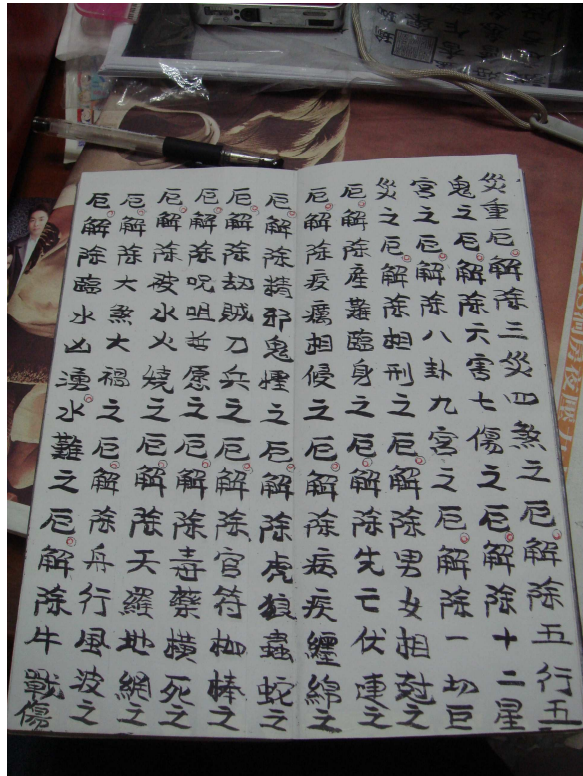 災重厄解除三災四煞之厄解除五行五
鬼之厄解除六害七傷之厄解除十二星
宮之厄解除八卦九宮之厄解除一切巨
災之厄解除相刑之厄解除男女相尅之
厄解除産難臨身之厄解除先亡伏連之
厄解除疫癘相侵之厄解除病疾纏綿之
厄解除精邪鬼怪之厄解除虎狼蟲蛇之
厄解除劫賊刀兵之厄解除官符枷棒之
厄解除呪咀哲原之厄解除毒藥橫死之
厄解除被水火燒之厄解除天羅地網之
厄解除大煞大禍之厄解除舟行風波之
厄解除臨水凶湧水難之厄解除牛戰傷